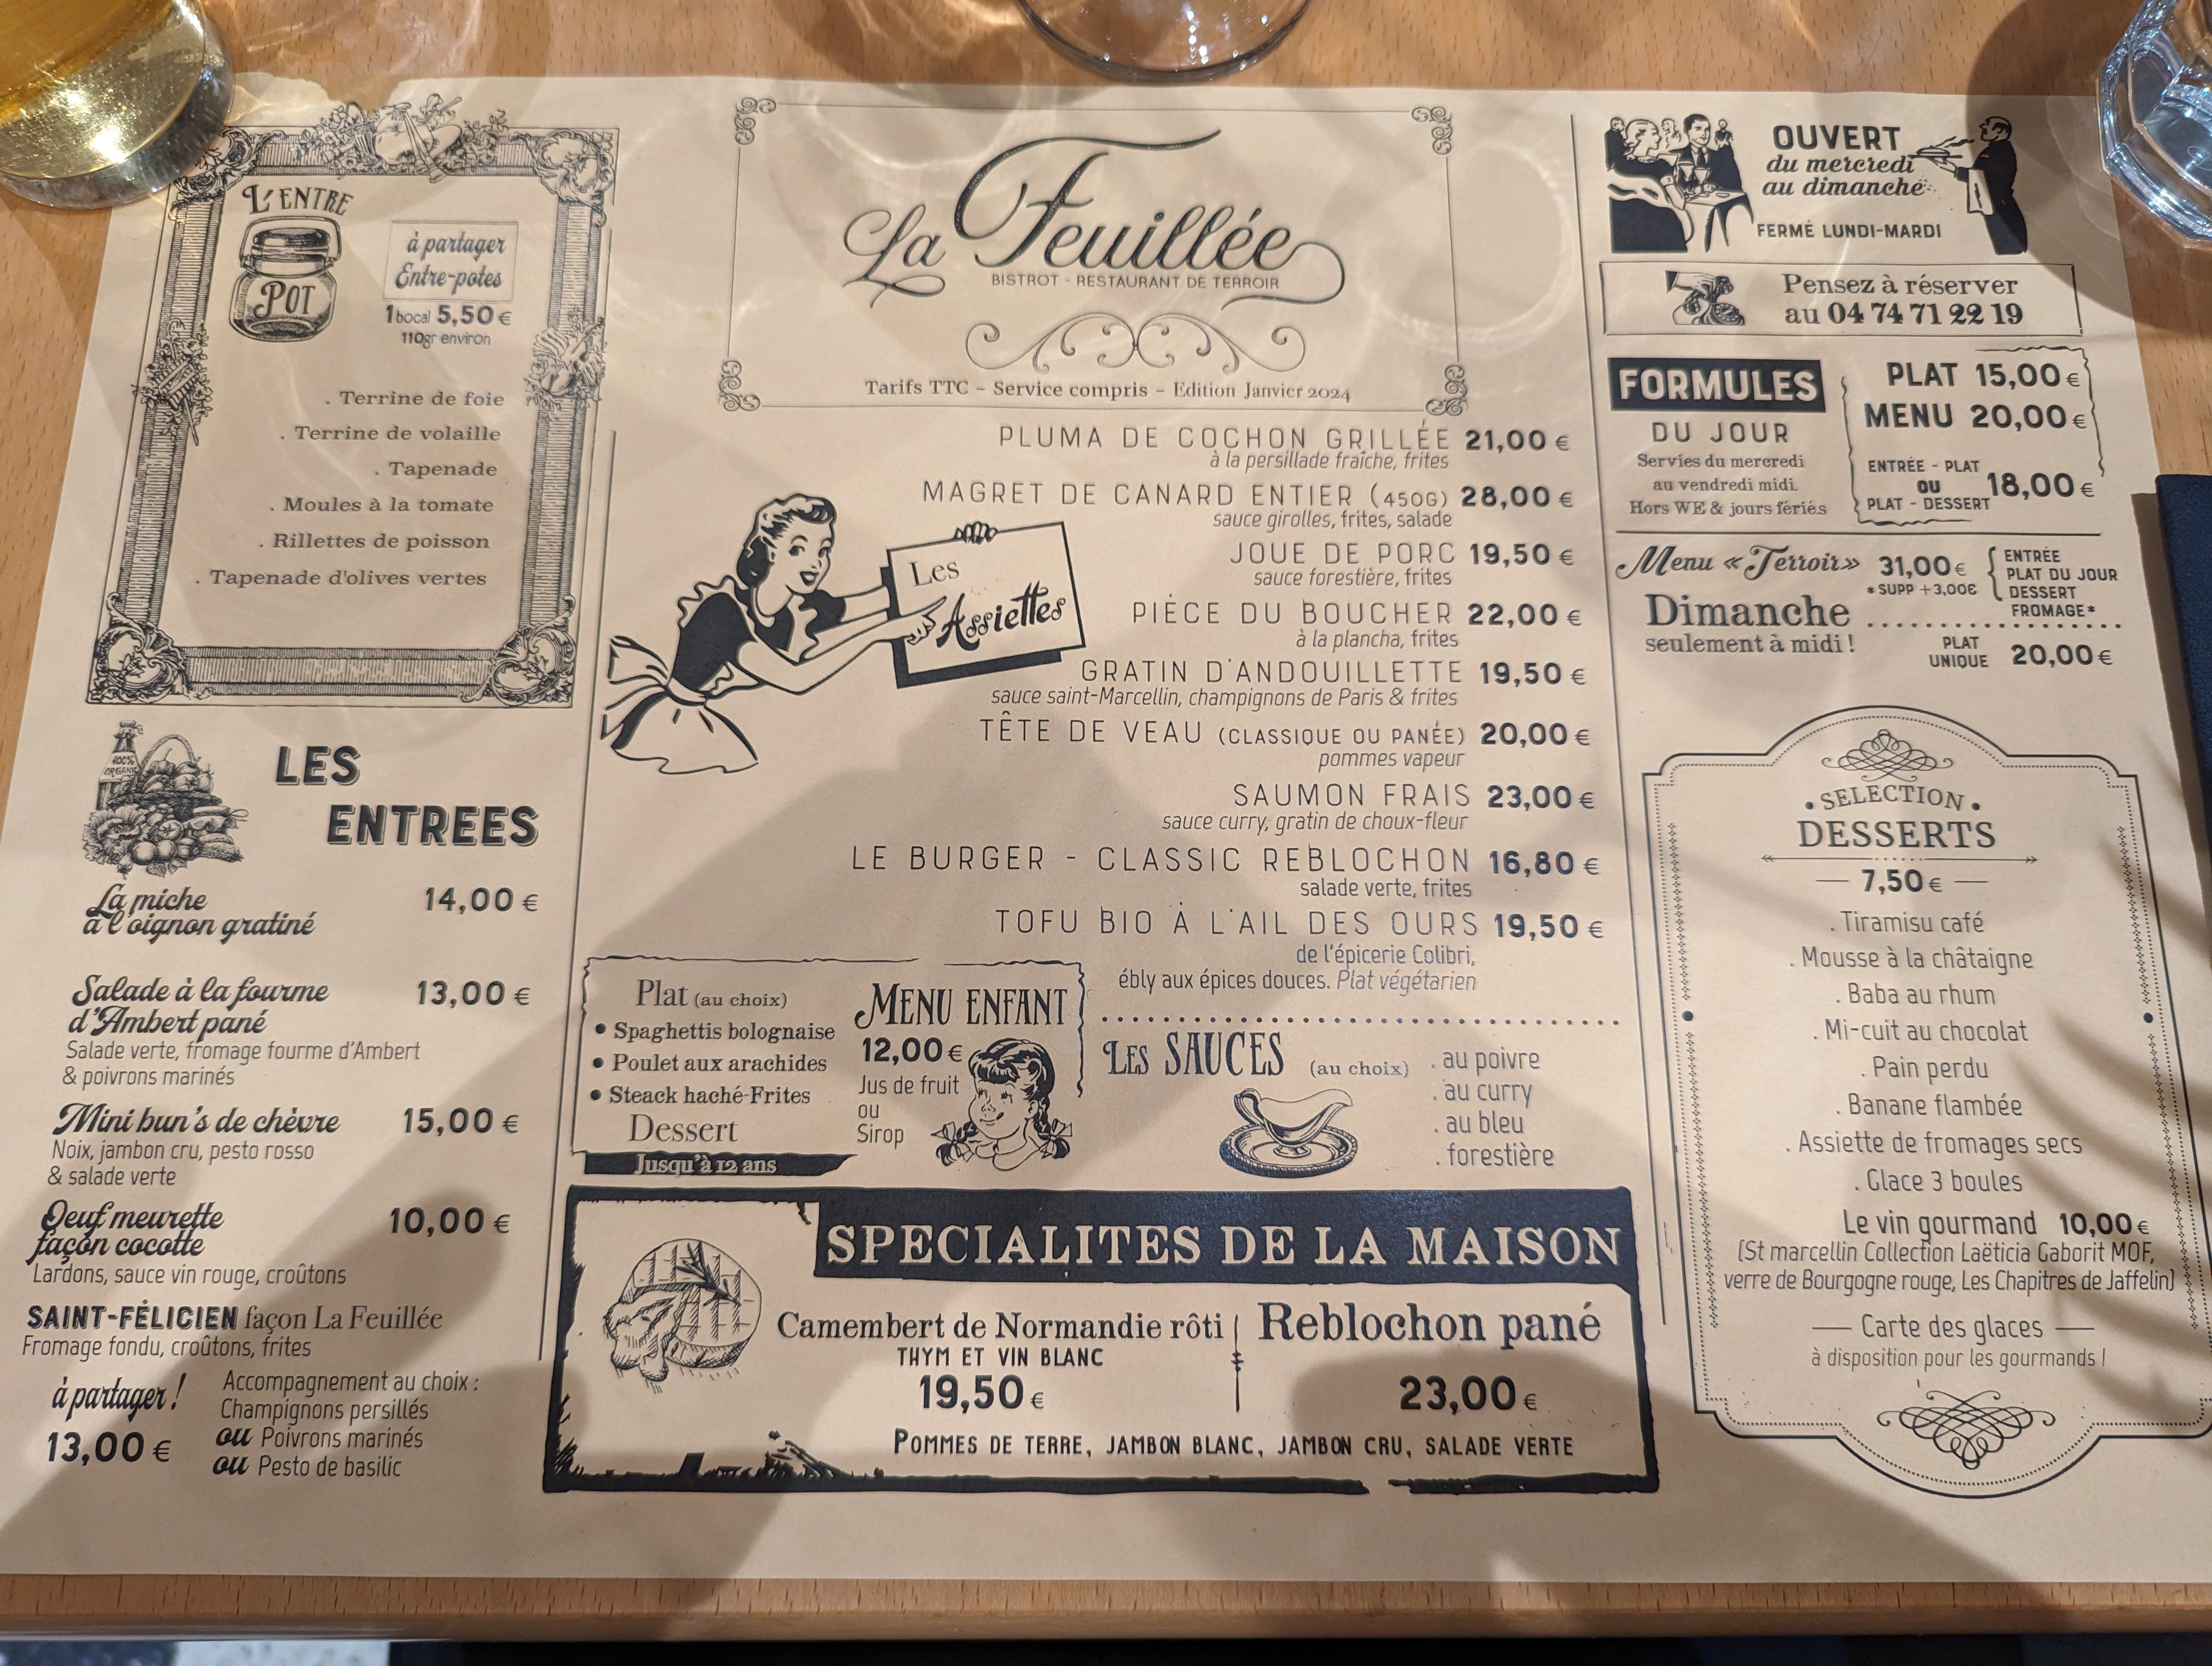 L'ENTRE
POT
à partager
Entre-potes
1 bocal 5,50 €
110gr environ
. Terrine de foie
. Terrine de volaille
. Tapenade
. Moules à la tomate
. Rillettes de poisson
. Tapenade d'olives vertes
100% ORGANIC
LES
ENTREES
La miche
à l'oignon gratiné
14,00 €
Salade à la fourme
d'Ambert pané
13,00 €
Salade verte, fromage fourme d'Ambert
& poivrons marinés
Mini bun's de chèvre 15,00 €
Noix, jambon cru, pesto rosso
& salade verte
Oeuf meurette
façon cocotte
10,00 €
Lardons, sauce vin rouge, croûtons
SAINT-FÉLICIEN façon La Feuillée
Fromage fondu, croûtons, frites
à partager !
13,00 €
Accompagnement au choix :
Champignons persillés
ou Poivrons marinés
ou Pesto de basilic
La Feuillée
BISTROT - RESTAURANT DE TERROIR
Tarifs TTC - Service compris - Edition Janvier 2024
Les
Assiettes
PLUMA DE COCHON GRILLÉE 21,00 €
à la persillade fraîche, frites
MAGRET DE CANARD ENTIER (450G) 28,00 €
sauce girolles, frites, salade
JOUE DE PORC 19,50 €
sauce forestière, frites
PIÈCE DU BOUCHER 22,00 €
à la plancha, frites
GRATIN D'ANDOUILLETTE 19,50 €
sauce saint-Marcellin, champignons de Paris & frites
TÊTE DE VEAU (CLASSIQUE OU PANÉE) 20,00 €
pommes vapeur
SAUMON FRAIS 23,00 €
sauce curry, gratin de choux-fleur
LE BURGER - CLASSIC REBLOCHON 16,80 €
salade verte, frites
TOFU BIO À L'AIL DES OURS 19,50 €
de l'épicerie Colibri,
ébly aux épices douces. Plat végétarien
Plat (au choix)
• Spaghettis bolognaise
• Poulet aux arachides
• Steack haché-Frites
Dessert
Jusqu'à 12 ans
MENU ENFANT
12,00 €
Jus de fruit
ou
Sirop
LES SAUCES (au choix)
. au poivre
. au curry
. au bleu
. forestière
SPECIALITES DE LA MAISON
Camembert de Normandie rôti
THYM ET VIN BLANC
19,50 €
Reblochon pané
23,00 €
POMMES DE TERRE, JAMBON BLANC, JAMBON CRU, SALADE VERTE
OUVERT
du mercredi
au dimanche
FERMÉ LUNDI-MARDI
Pensez à réserver
au 04 74 71 22 19
FORMULES
DU JOUR
Servies du mercredi
au vendredi midi.
Hors WE & jours fériés
PLAT 15,00 €
MENU 20,00 €
ENTRÉE - PLAT
OU
PLAT - DESSERT
18,00 €
Menu «Terroir» 31,00 €
*SUPP +3,00€
ENTRÉE
PLAT DU JOUR
DESSERT
FROMAGE*
Dimanche
seulement à midi !
PLAT
UNIQUE
20,00 €
• SELECTION •
DESSERTS
7,50 €
. Tiramisu café
. Mousse à la châtaigne
. Baba au rhum
. Mi-cuit au chocolat
. Pain perdu
. Banane flambée
. Assiette de fromages secs
. Glace 3 boules
Le vin gourmand 10,00 €
(St marcellin Collection Laëticia Gaborit MOF,
verre de Bourgogne rouge, Les Chapitres de Jaffelin)
Carte des glaces
à disposition pour les gourmands !